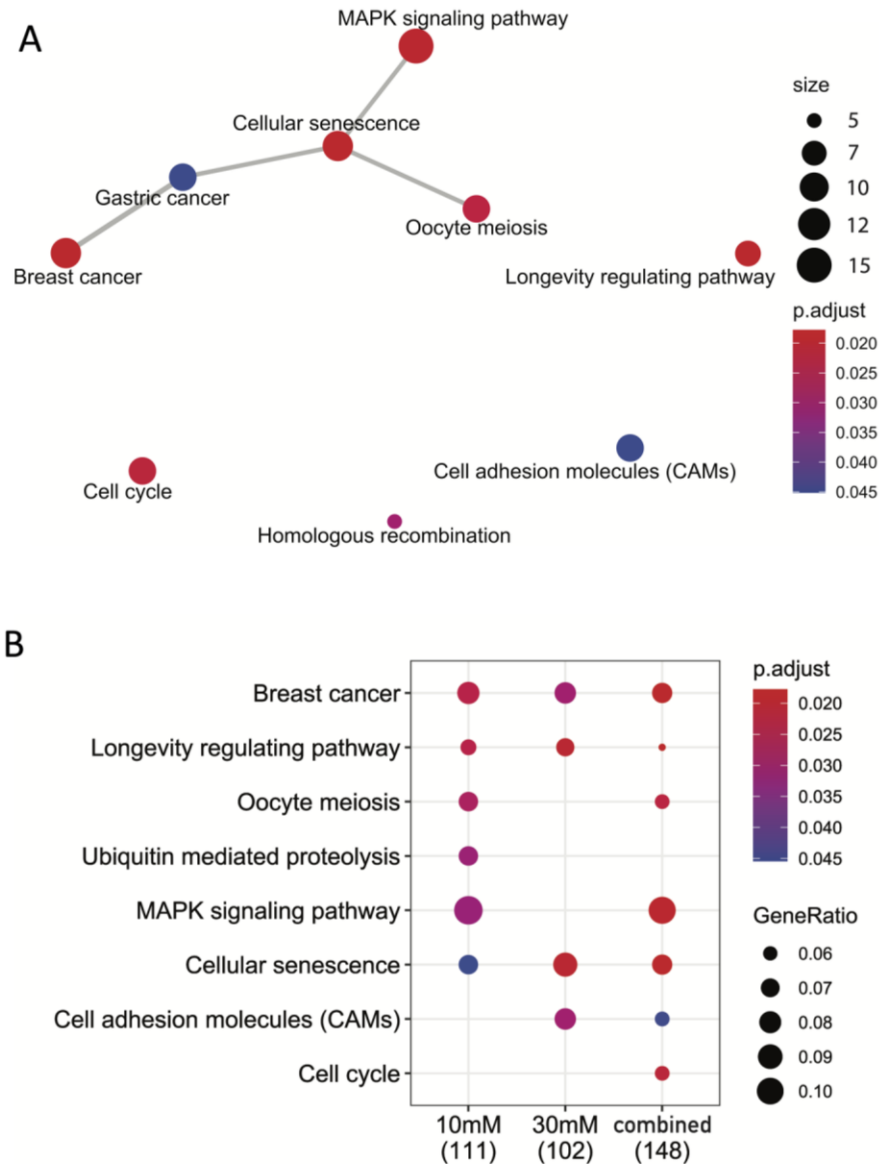 A
MAPK signaling pathway
Cellular senescence
Gastric cancer
Oocyte meiosis
Breast cancer
Longevity regulating pathway
Cell adhesion molecules (CAMs)
Cell cycle
Homologous recombination
size
5
7
10
12
15
p.adjust
0.020
0.025
0.030
0.035
0.040
0.045
B
Breast cancer
Longevity regulating pathway
Oocyte meiosis
Ubiquitin mediated proteolysis
MAPK signaling pathway
Cellular senescence
Cell adhesion molecules (CAMs)
Cell cycle
10mM
(111)
30mM
(102)
combined
(148)
p.adjust
0.020
0.025
0.030
0.035
0.040
0.045
GeneRatio
0.06
0.07
0.08
0.09
0.10